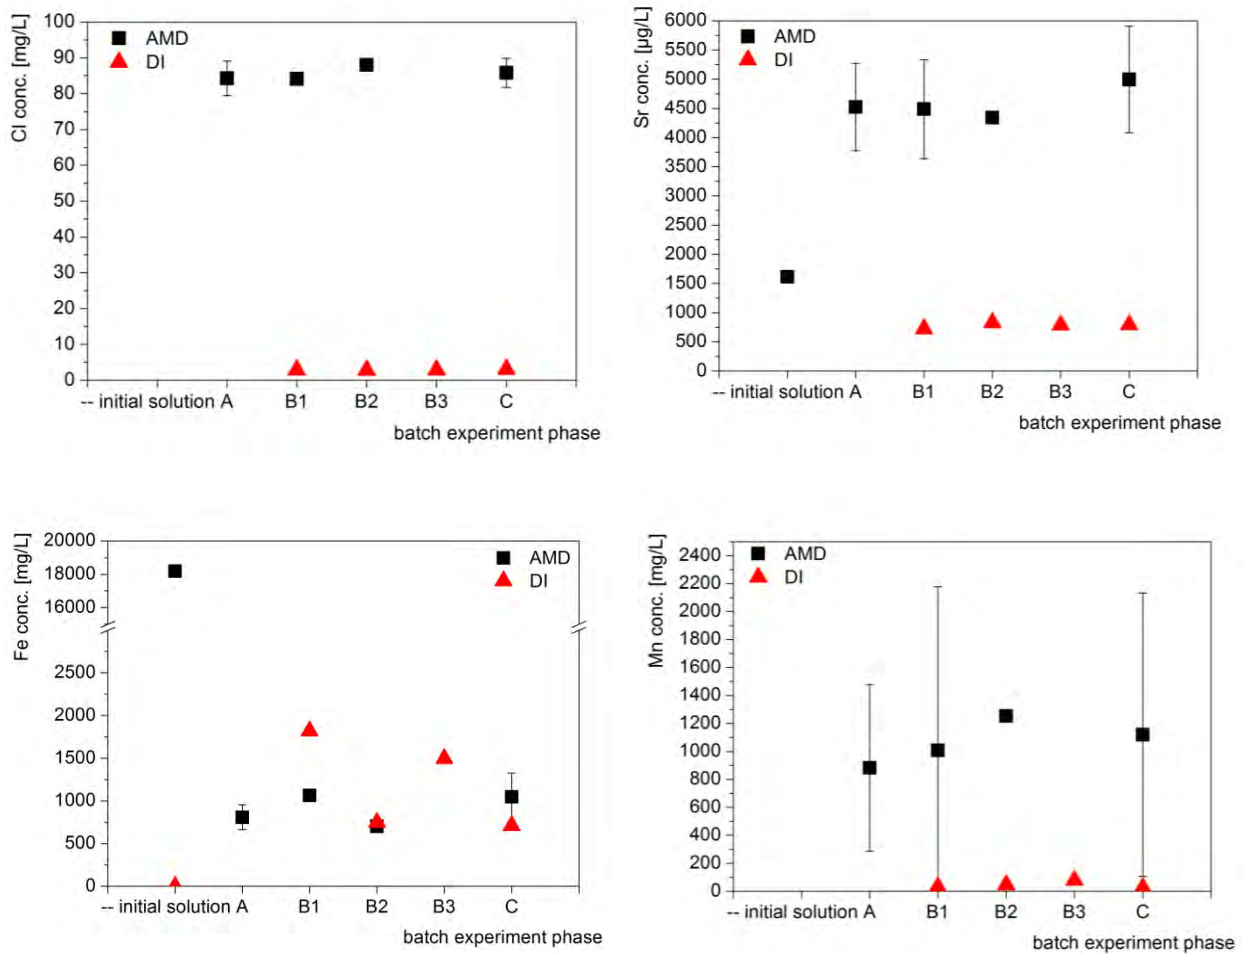 Cl conc. [mg/L]
100
90
80
70
60
50
40
30
20
10
0
AMD
DI
-- initial solution A B1 B2 B3 C
batch experiment phase
Sr conc. [µg/L]
6000
5500
5000
4500
4000
3500
3000
2500
2000
1500
1000
500
0
AMD
DI
-- initial solution A B1 B2 B3 C
batch experiment phase
Fe conc. [mg/L]
20000
18000
16000
2500
2000
1500
1000
500
0
AMD
DI
-- initial solution A B1 B2 B3 C
batch experiment phase
Mn conc. [mg/L]
2400
2200
2000
1800
1600
1400
1200
1000
800
600
400
200
0
AMD
DI
-- initial solution A B1 B2 B3 C
batch experiment phase